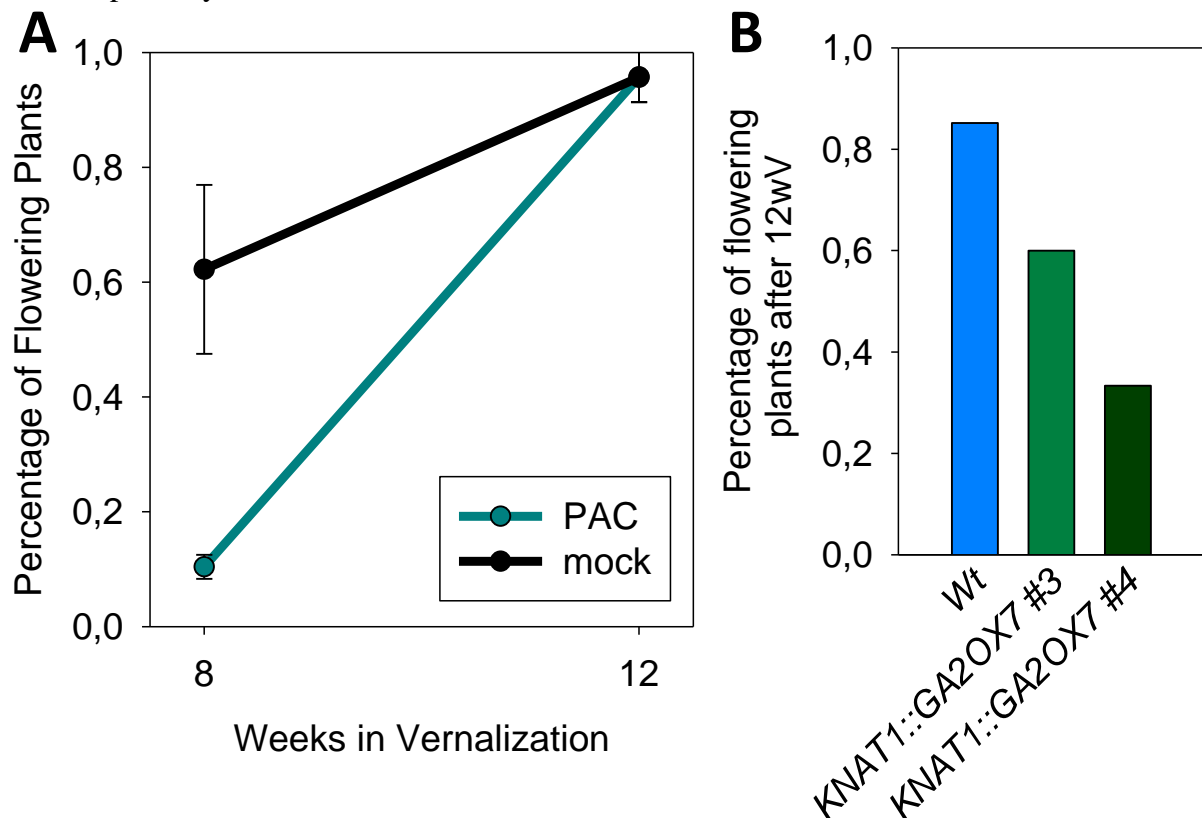 A
Percentage of Flowering Plants
1,0
0,8
0,6
0,4
0,2
0,0
8
12
Weeks in Vernalization
PAC
mock
B
Percentage of flowering
plants after 12wV
1,0
0,8
0,6
0,4
0,2
0,0
Wt
KNAT1::GA2OX7 #3
KNAT1::GA2OX7 #4